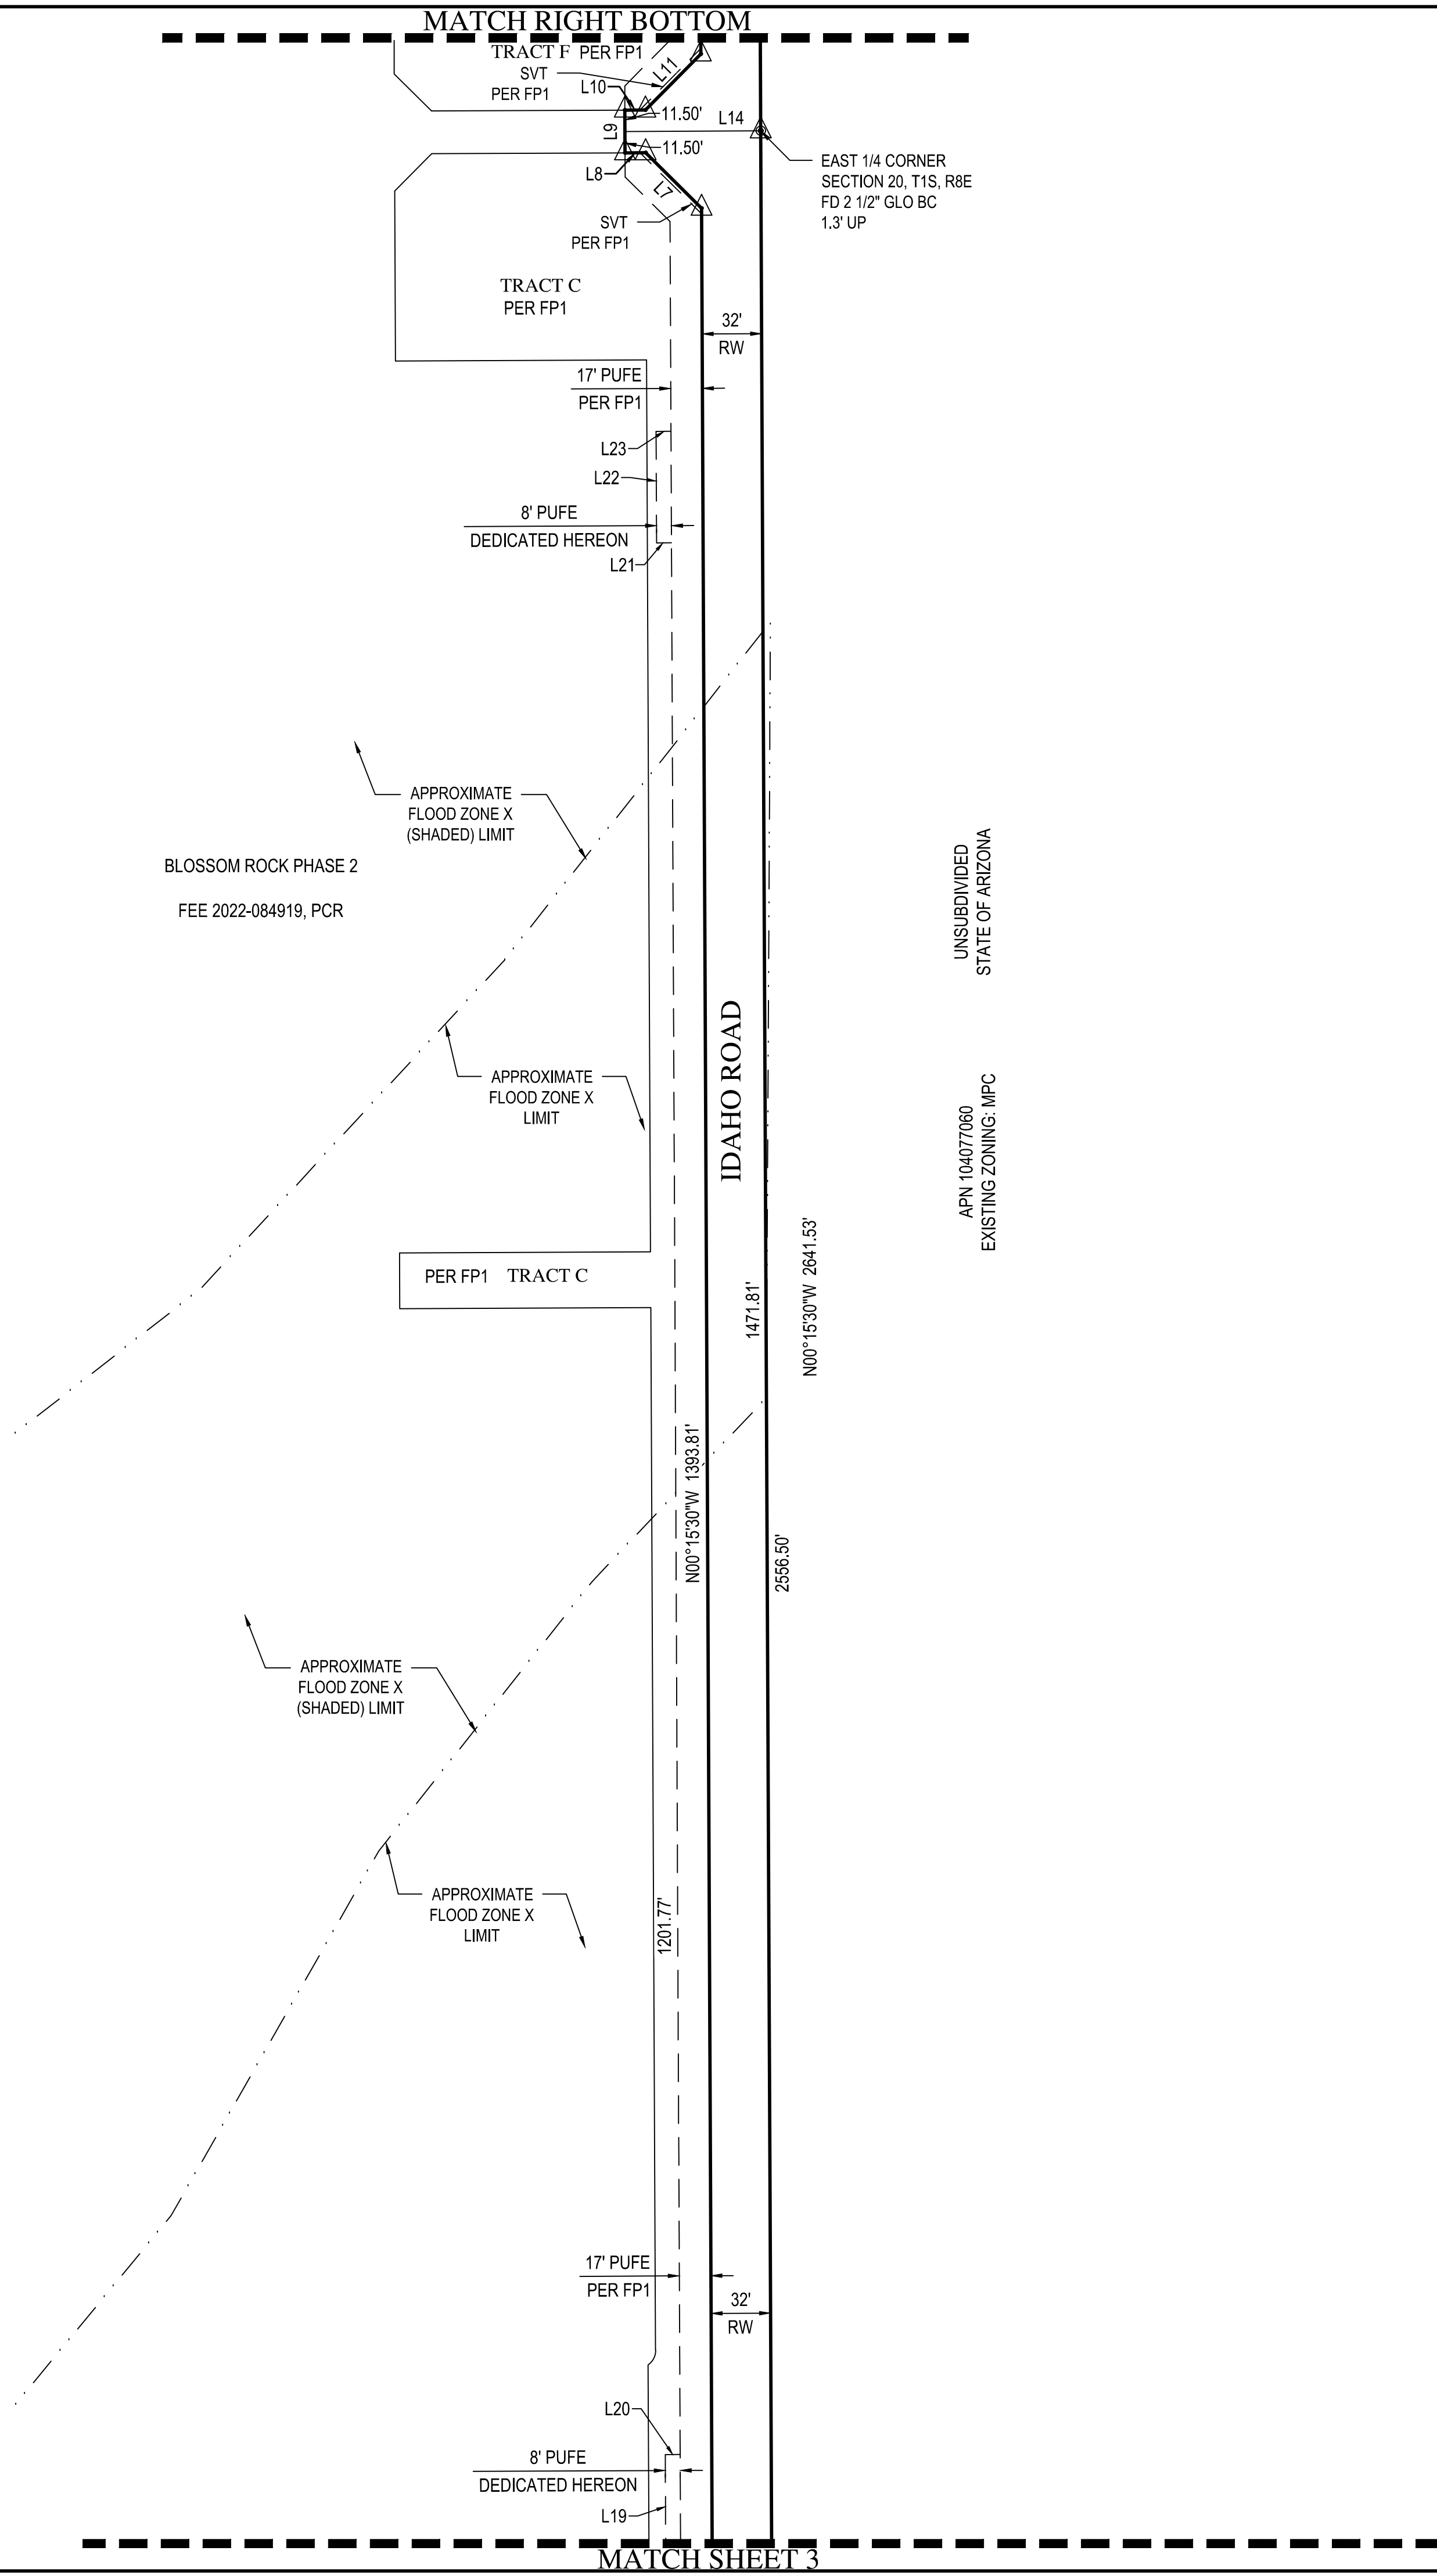 MATCH RIGHT BOTTOM
TRACT F PER FP1
SVT
PER FP1
L10
L11
11.50'
L14
L9
11.50'
L8
L7
EAST 1/4 CORNER
SECTION 20, T1S, R8E
FD 2 1/2" GLO BC
1.3' UP
SVT
PER FP1
TRACT C
PER FP1
32'
RW
17' PUFE
PER FP1
L23
L22
8' PUFE
DEDICATED HEREON
L21
APPROXIMATE
FLOOD ZONE X
(SHADED) LIMIT
BLOSSOM ROCK PHASE 2
FEE 2022-084919, PCR
UNSUBDIVIDED
STATE OF ARIZONA
IDAHO ROAD
APPROXIMATE
FLOOD ZONE X
LIMIT
APN 104077060
EXISTING ZONING: MPC
PER FP1 TRACT C
1471.81'
N00°15'30"W 2641.53'
N00°15'30"W 1393.81'
2556.50'
APPROXIMATE
FLOOD ZONE X
(SHADED) LIMIT
APPROXIMATE
FLOOD ZONE X
LIMIT
1201.77'
17' PUFE
PER FP1
32'
RW
L20
8' PUFE
DEDICATED HEREON
L19
MATCH SHEET 3